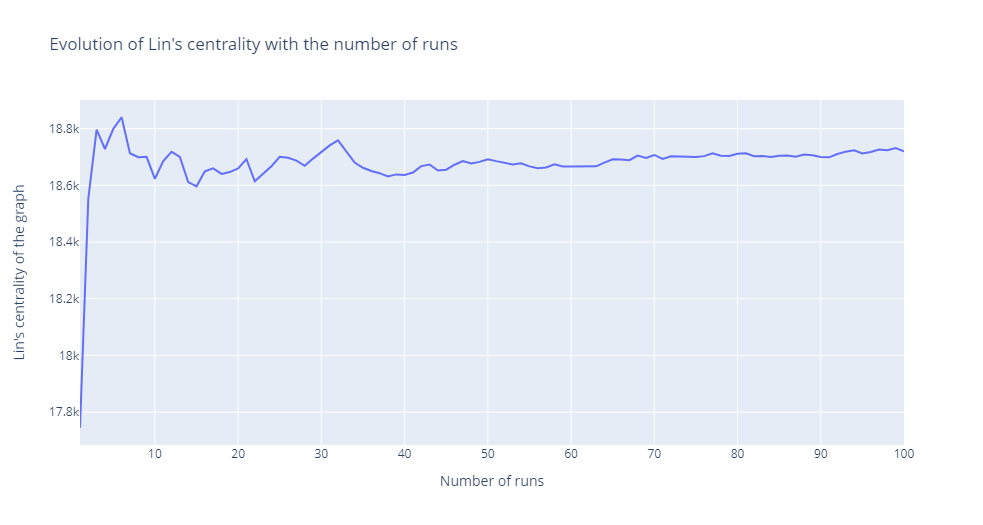 Evolution of Lin's centrality with the number of runs
Lin's centrality of the graph
18.8k
18.6k
18.4k
18.2k
18k
17.8k
10 20 30 40 50 60 70 80 90 100
Number of runs